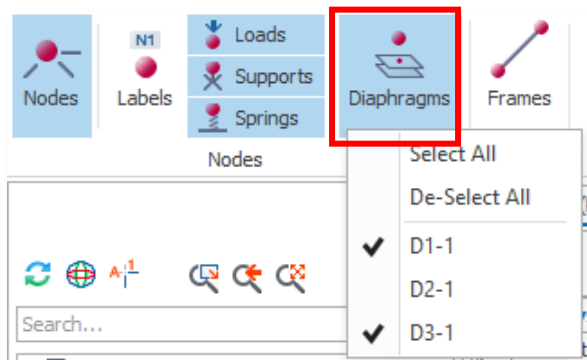 N1
Loads
Supports
Springs
Nodes
Labels
Diaphragms
Frames
Nodes
Select All
De-Select All
D1-1
D2-1
D3-1
A
1
Search...